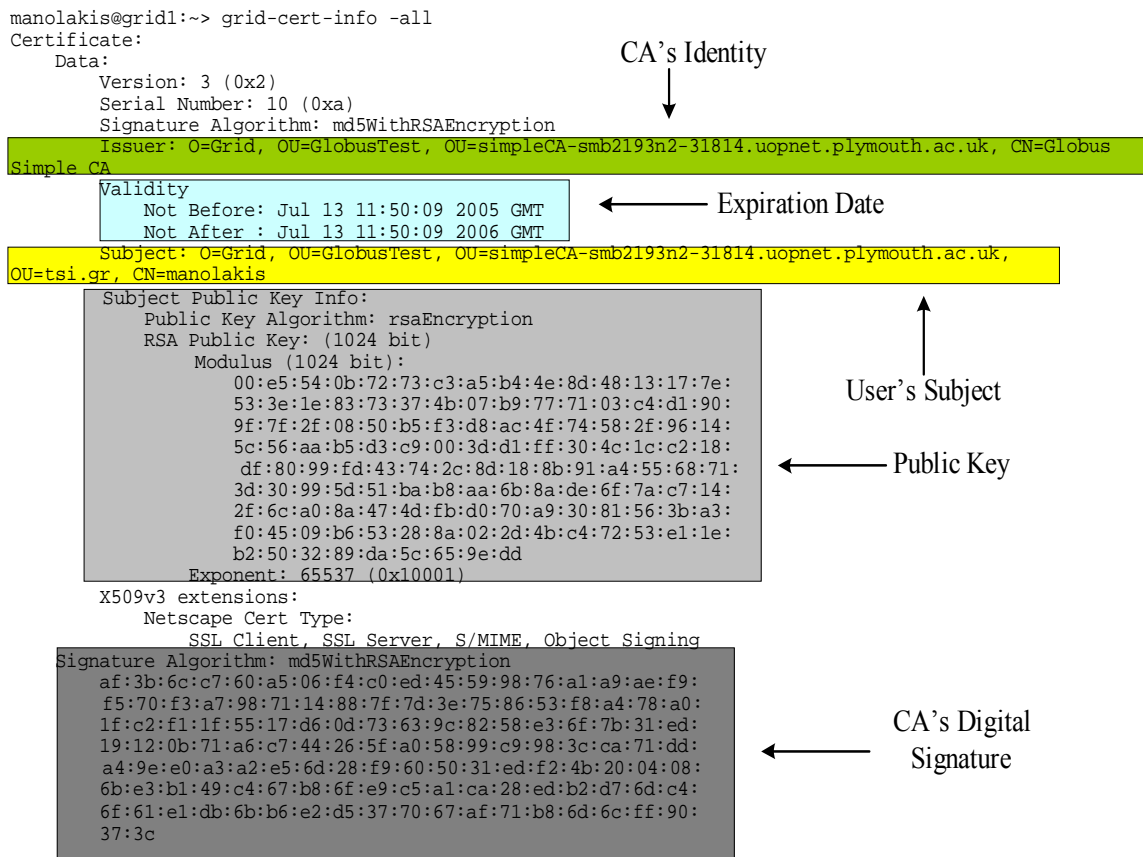 manolakis@grid1:~> grid-cert-info -all
Certificate:
Data:
CA's Identity
Version: 3 (0x2)
Serial Number: 10 (0xa)
Signature Algorithm: md5WithRSAEncryption
Issuer: O=Grid, OU=GlobusTest, OU=simpleCA-smb2193n2-31814.uopnet.plymouth.ac.uk, CN=Globus
Simple CA
Validity
Not Before: Jul 13 11:50:09 2005 GMT
Not After : Jul 13 11:50:09 2006 GMT
Expiration Date
Subject: O=Grid, OU=GlobusTest, OU=simpleCA-smb2193n2-31814.uopnet.plymouth.ac.uk,
OU=tsi.gr, CN=manolakis
User's Subject
Subject Public Key Info:
Public Key Algorithm: rsaEncryption
RSA Public Key: (1024 bit)
Modulus (1024 bit):
00:e5:54:0b:72:73:c3:a5:b4:4e:8d:48:13:17:7e:
53:3e:1e:83:73:37:4b:07:b9:77:71:03:c4:d1:90:
9f:7f:2f:08:50:b5:f3:d8:ac:4f:74:58:2f:96:14:
5c:56:aa:b5:d3:c9:00:3d:d1:ff:30:4c:1c:c2:18:
df:80:99:fd:43:74:2c:8d:18:8b:91:a4:55:68:71:
3d:30:99:5d:51:ba:b8:aa:6b:8a:de:6f:7a:c7:14:
2f:6c:a0:8a:47:4d:fb:d0:70:a9:30:81:56:3b:a3:
f0:45:09:b6:53:28:8a:02:2d:4b:c4:72:53:e1:1e:
b2:50:32:89:da:5c:65:9e:dd
Exponent: 65537 (0x10001)
Public Key
X509v3 extensions:
Netscape Cert Type:
SSL Client, SSL Server, S/MIME, Object Signing
Signature Algorithm: md5WithRSAEncryption
af:3b:6c:c7:60:a5:06:f4:c0:ed:45:59:98:76:a1:a9:ae:f9:
f5:70:f3:a7:98:71:14:88:7f:7d:3e:75:86:53:f8:a4:78:a0:
1f:c2:f1:1f:55:17:d6:0d:73:63:9c:82:58:e3:6f:7b:31:ed:
19:12:0b:71:a6:c7:44:26:5f:a0:58:99:c9:98:3c:ca:71:dd:
a4:9e:e0:a3:a2:e5:6d:28:f9:60:50:31:ed:f2:4b:20:04:08:
6b:e3:b1:49:c4:67:b8:6f:e9:c5:a1:ca:28:ed:b2:d7:6d:c4:
6f:61:e1:db:6b:b6:e2:d5:37:70:67:af:71:b8:6d:6c:ff:90:
37:3c
CA's Digital
Signature